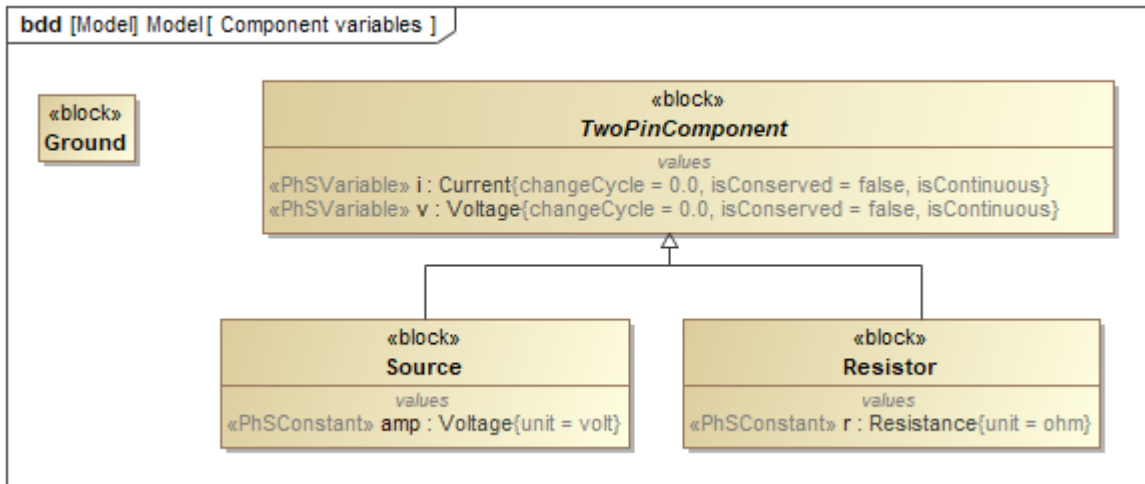 bdd [Model] Model[ Component variables ]
«block»
Ground
«block»
TwoPinComponent
values
«PhSVariable» i : Current{changeCycle = 0.0, isConserved = false, isContinuous}
«PhSVariable» v : Voltage{changeCycle = 0.0, isConserved = false, isContinuous}
«block»
Source
values
«PhSConstant» amp : Voltage{unit = volt}
«block»
Resistor
values
«PhSConstant» r : Resistance{unit = ohm}